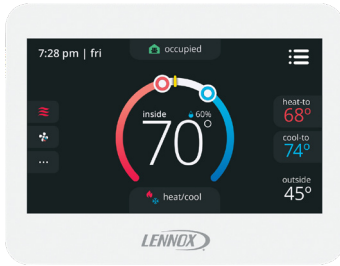 7:28 pm | fri
occupied
inside
60%
70°
heat-to
68°
cool-to
74°
outside
45°
heat/cool
...
LENNOX